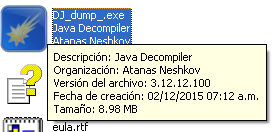 DJ_dump_.exe
Java Decompiler
Atanas Neshkov
Descripción: Java Decompiler
Organización: Atanas Neshkov
Versión del archivo: 3.12.12.100
Fecha de creación: 02/12/2015 07:12 a.m.
Tamaño: 8.98 MB
eula.rtf